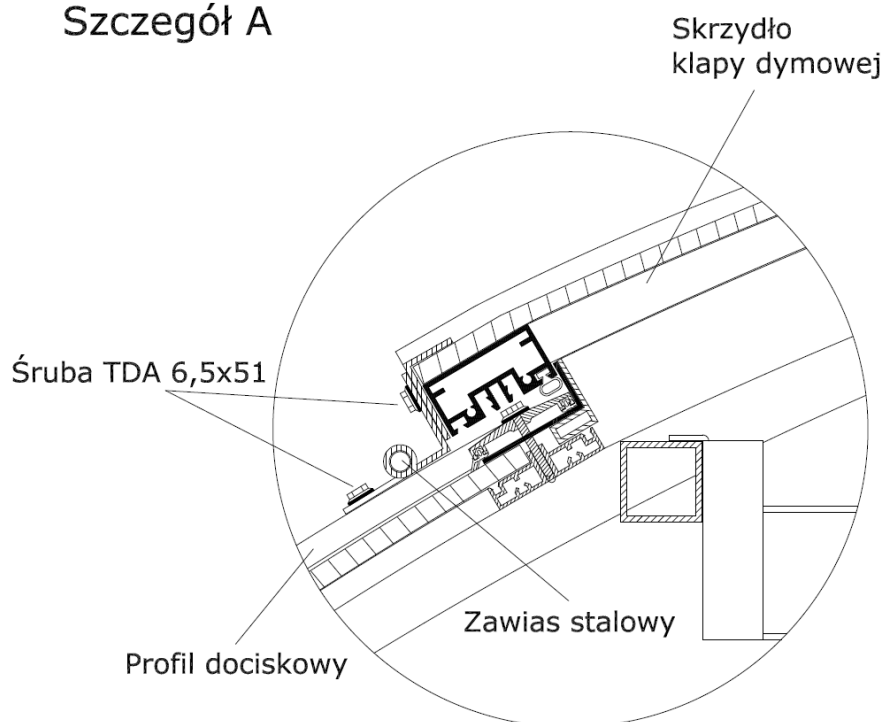 Szczegół A
Skrzydło
klapy dymowej
Śruba TDA 6,5x51
Zawias stalowy
Profil dociskowy